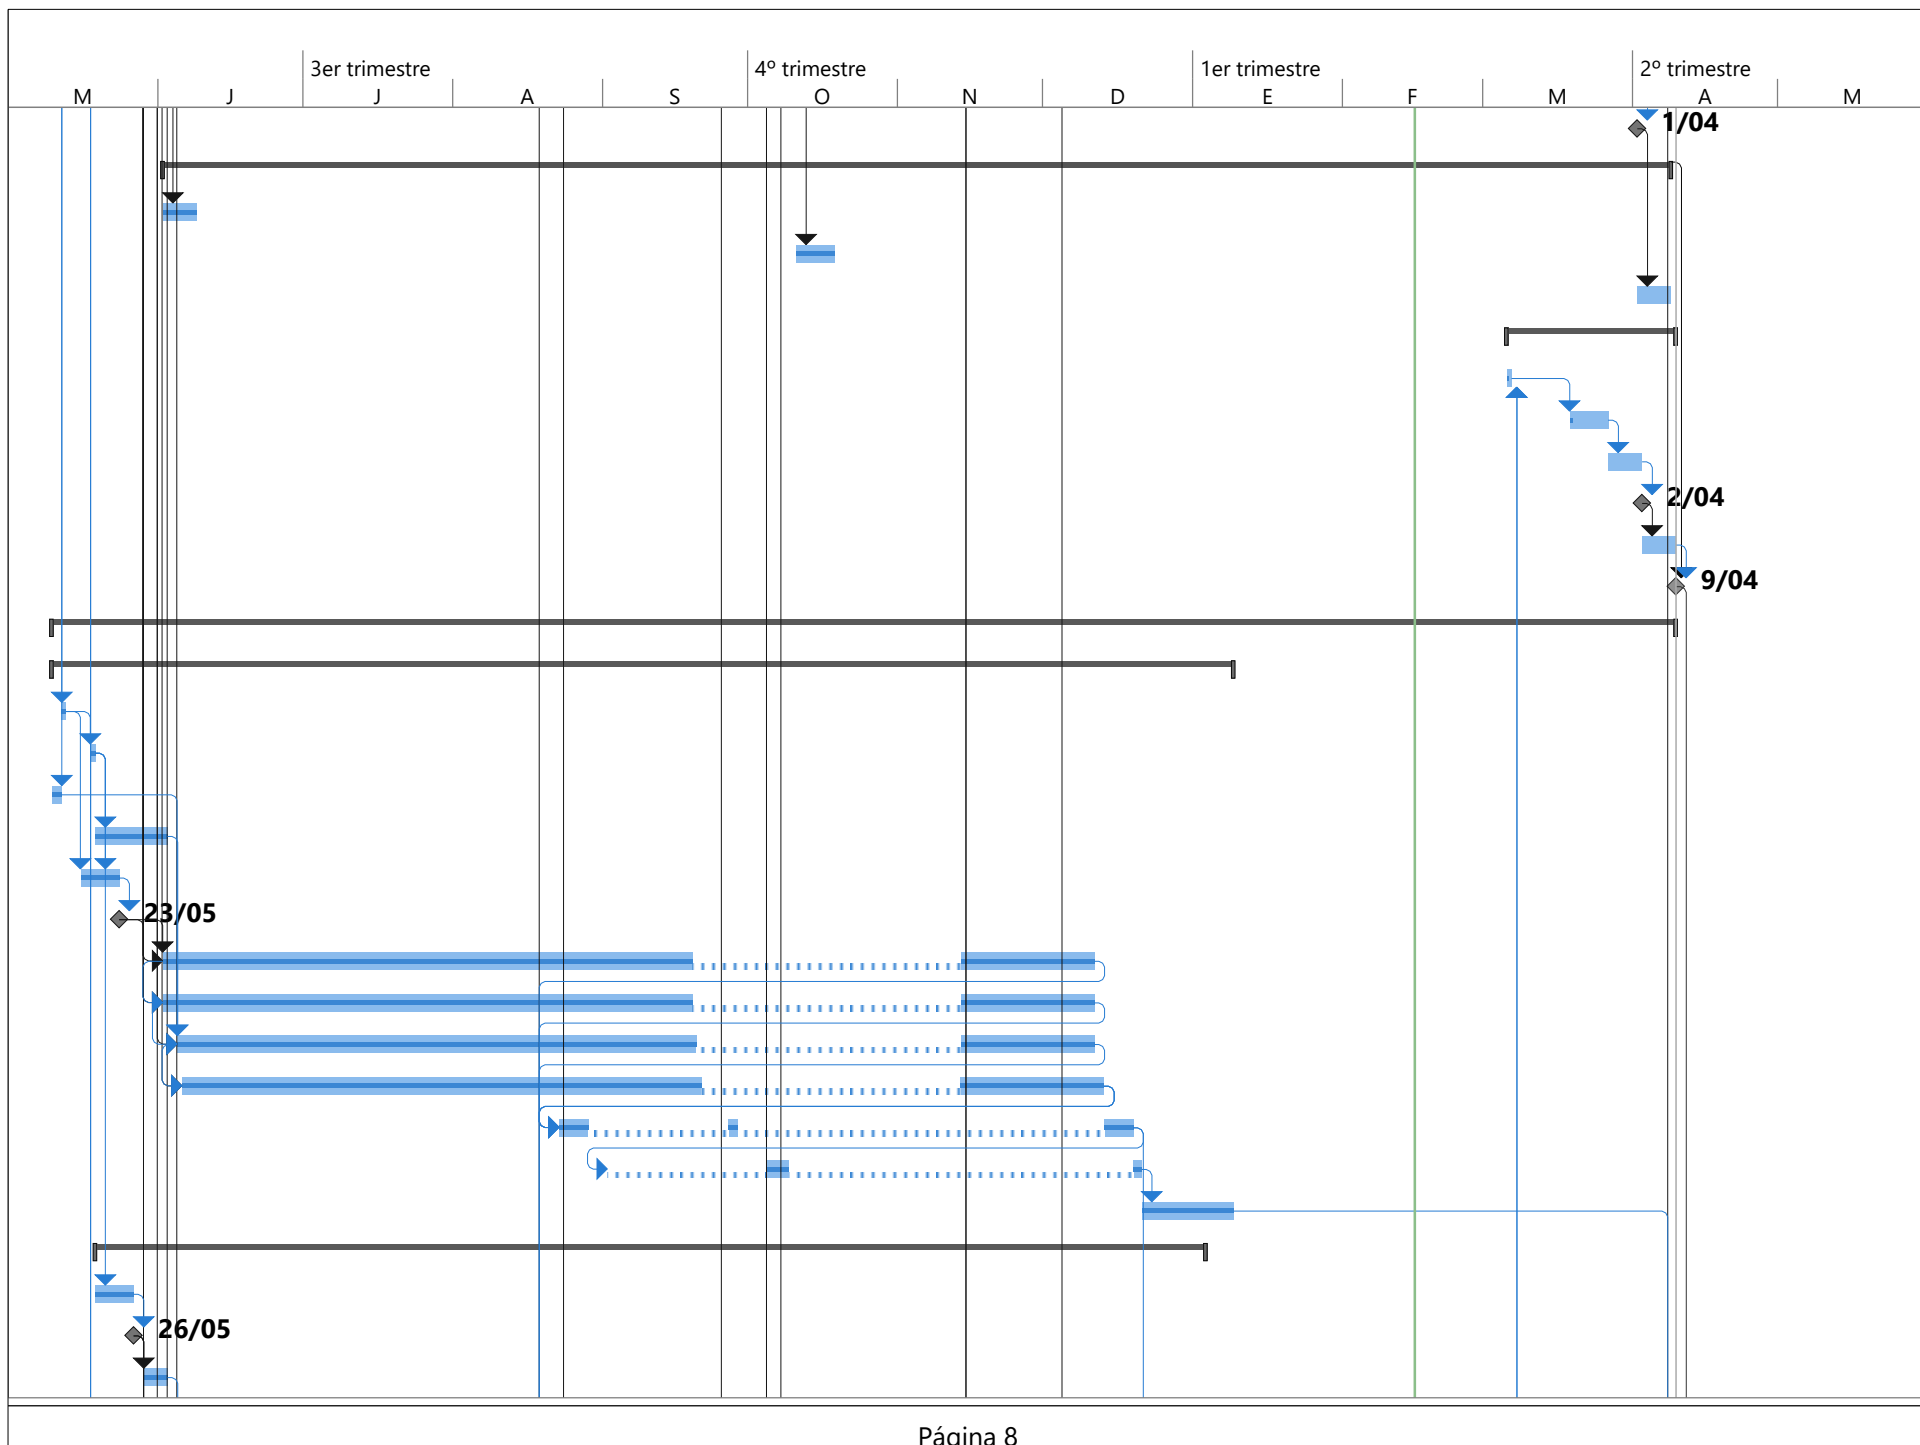 3er trimestre 4º trimestre 1er trimestre 2º trimestre
M J J A S O N D E F M A M
1/04
2/04
9/04
23/05
26/05
Página 8